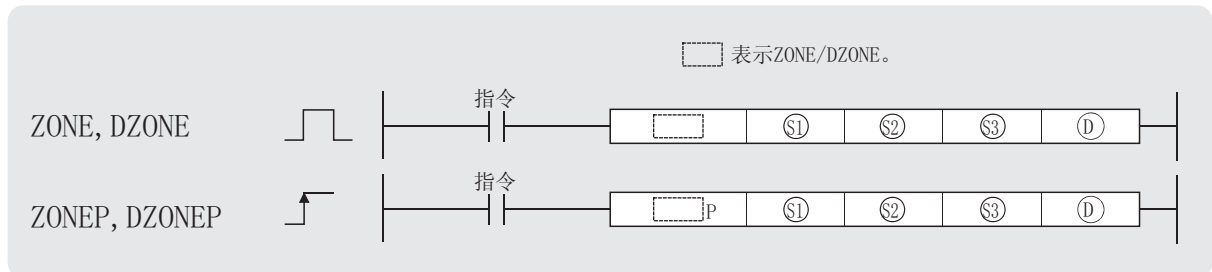 表示ZONE/DZONE。
指令
ZONE, DZONE S1 S2 S3 D
指令
ZONEP, DZONEP P S1 S2 S3 D